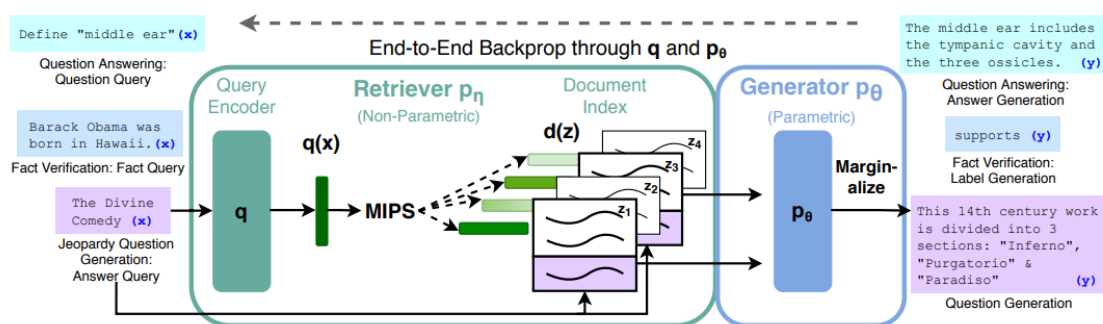 Define "middle ear" (x)
Question Answering:
Question Query
Barack Obama was
born in Hawaii. (x)
Fact Verification: Fact Query
The Divine
Comedy (x)
Jeopardy Question
Generation:
Answer Query
End-to-End Backprop through q and pθ
Query
Encoder
q
q(x)
Retriever pη
(Non-Parametric)
MIPS
Document
Index
d(z)
z4
z3
z2
z1
Generator pθ
(Parametric)
pθ
Margin-
alize
The middle ear includes
the tympanic cavity and
the three ossicles. (y)
Question Answering:
Answer Generation
supports (y)
Fact Verification:
Label Generation
This 14th century work
is divided into 3
sections: "Inferno",
"Purgatorio" &
"Paradiso" (y)
Question Generation